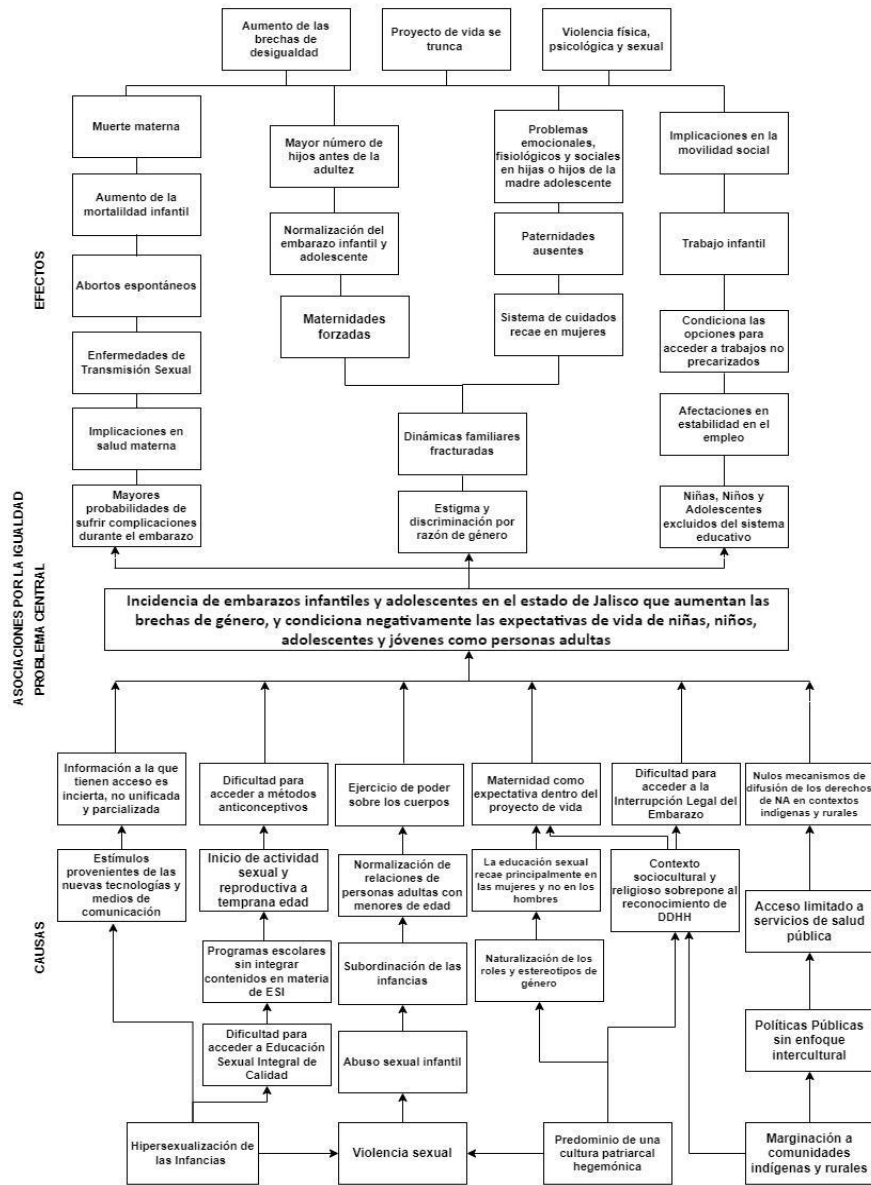 Aumento de las
brechas de
desigualdad
Proyecto de vida se
trunca
Violencia física,
psicológica y sexual
Muerte materna
Mayor número de
hijos antes de la
adultez
Problemas
emocionales,
fisiológicos y sociales
en hijas o hijos de la
madre adolescente
Implicaciones en la
movilidad social
Aumento de la
mortalildad infantil
Normalización del
embarazo infantil y
adolescente
Paternidades
ausentes
Trabajo infantil
EFECTOS
Abortos espontáneos
Maternidades
forzadas
Sistema de cuidados
recae en mujeres
Condiciona las
opciones para
acceder a trabajos no
precarizados
Enfermedades de
Transmisión Sexual
Implicaciones en
salud materna
Dinámicas familiares
fracturadas
Afectaciones en
estabilidad en el
empleo
Mayores
probabilidades de
sufrir complicaciones
durante el embarazo
Estigma y
discriminación por
razón de género
Niñas, Niños y
Adolescentes
excluidos del sistema
educativo
ASOCIACIONES POR LA IGUALDAD
PROBLEMA CENTRAL
Incidencia de embarazos infantiles y adolescentes en el estado de Jalisco que aumentan las
brechas de género, y condiciona negativamente las expectativas de vida de niñas, niños,
adolescentes y jóvenes como personas adultas
Información a la que
tienen acceso es
incierta, no unificada
y parcializada
Dificultad para
acceder a métodos
anticonceptivos
Ejercicio de poder
sobre los cuerpos
Maternidad como
expectativa dentro del
proyecto de vida
Dificultad para
acceder a la
Interrupción Legal del
Embarazo
Nulos mecanismos de
difusión de los derechos
de NA en contextos
indígenas y rurales
Estímulos
provenientes de las
nuevas tecnologías y
medios de
comunicación
Inicio de actividad
sexual y
reproductiva a
temprana edad
Normalización de
relaciones de
personas adultas con
menores de edad
La educación sexual
recae principalmente en
las mujeres y no en los
hombres
Contexto
sociocultural y
religioso sobrepone al
reconocimiento de
DDHH
Acceso limitado a
servicios de salud
pública
CAUSAS
Programas escolares
sin integrar
contenidos en materia
de ESI
Subordinación de las
infancias
Naturalización de los
roles y estereotipos de
género
Dificultad para
acceder a Educación
Sexual Integral de
Calidad
Abuso sexual infantil
Políticas Públicas
sin enfoque
intercultural
Hipersexualización de
las Infancias
Violencia sexual
Predominio de una
cultura patriarcal
hegemónica
Marginación a
comunidades
indígenas y rurales